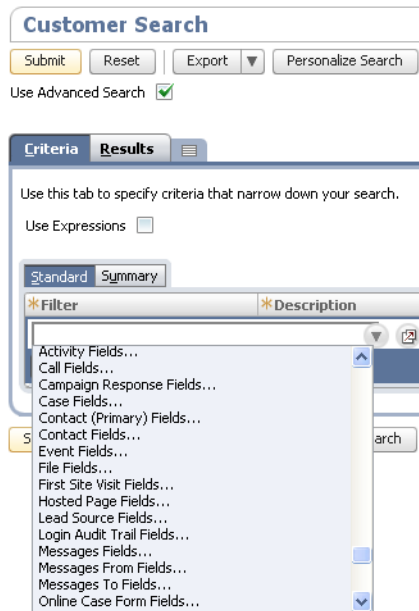 Customer Search
Submit Reset Export Personalize Search
Use Advanced Search
Criteria Results
Use this tab to specify criteria that narrow down your search.
Use Expressions
Standard Summary
*Filter *Description
Activity Fields...
Call Fields...
Campaign Response Fields...
Case Fields...
Contact (Primary) Fields...
Contact Fields...
Event Fields...
S arch
File Fields...
First Site Visit Fields...
Hosted Page Fields...
Lead Source Fields...
Login Audit Trail Fields...
Messages Fields...
Messages From Fields...
Messages To Fields...
Online Case Form Fields...